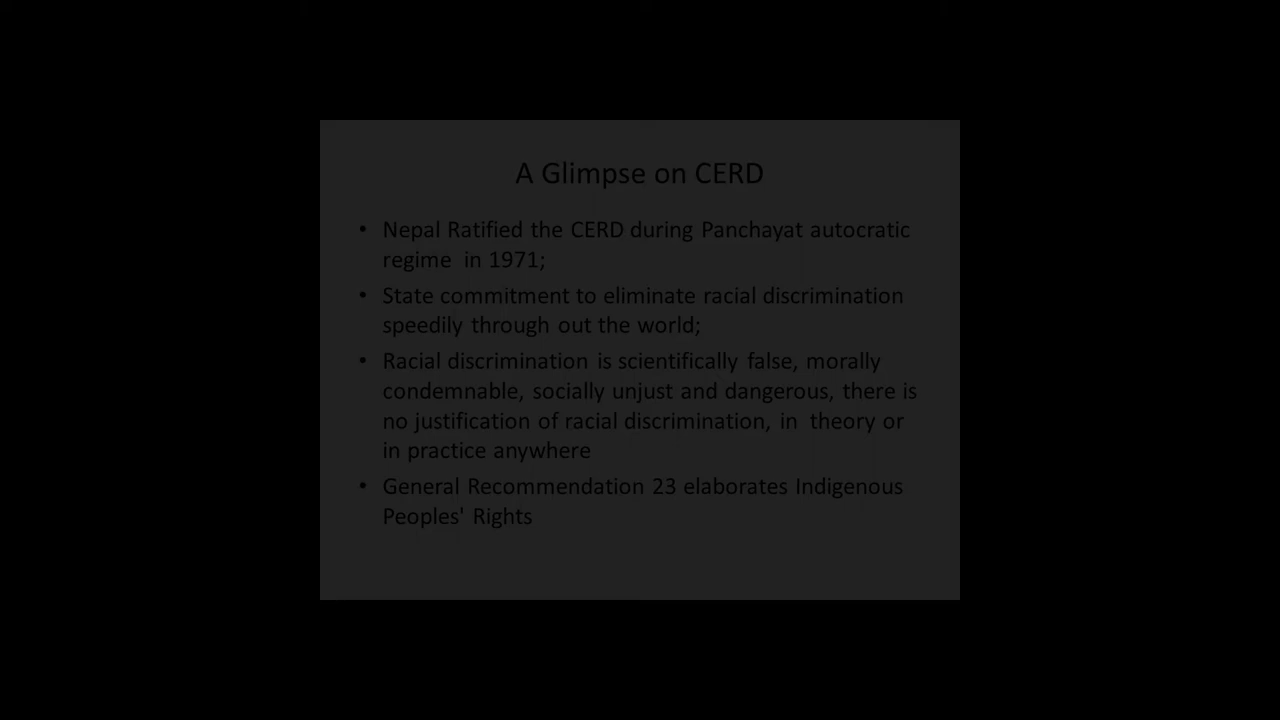 A Glimpse on CERD
• Nepal Ratified the CERD during Panchayat autocratic
regime in 1971;
• State commitment to eliminate racial discrimination
speedily through out the world;
• Racial discrimination is scientifically false, morally
condemnable, socially unjust and dangerous, there is
no justification of racial discrimination, in theory or
in practice anywhere
• General Recommendation 23 elaborates Indigenous
Peoples' Rights